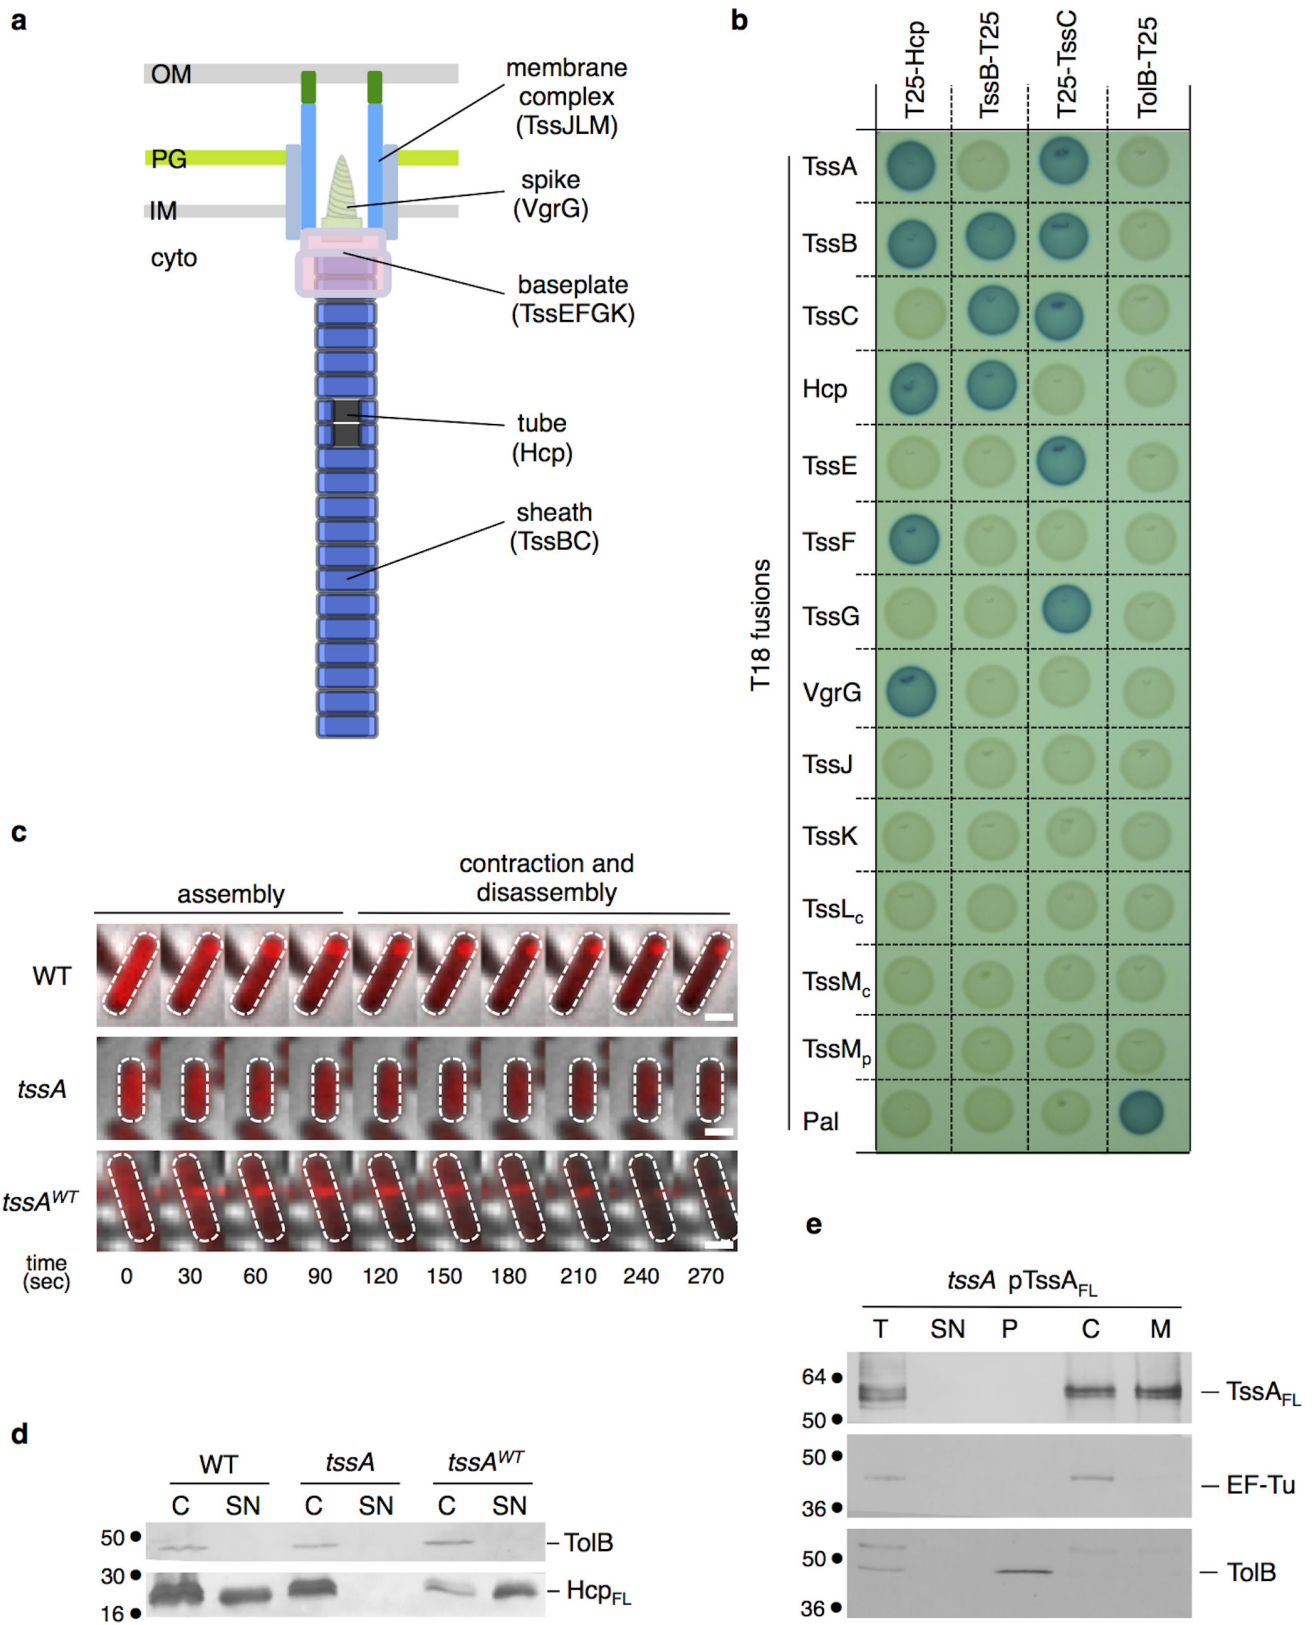 a
OM
PG
IM
cyto
membrane
complex
(TssJLM)
spike
(VgrG)
baseplate
(TssEFGK)
tube
(Hcp)
sheath
(TssBC)
b
T25-Hcp
TssB-T25
T25-TssC
TolB-T25
T18 fusions
TssA
TssB
TssC
Hcp
TssE
TssF
TssG
VgrG
TssJ
TssK
TssLc
TssMc
TssMp
Pal
c
assembly
contraction and
disassembly
WT
tssA
tssAWT
time
(sec)
0 30 60 90 120 150 180 210 240 270
d
WT tssA tssAWT
C SN C SN C SN
50 TolB
30
HcpFL
16
e
tssA pTssAFL
T SN P C M
64
TssAFL
50
50
EF-Tu
36
50
TolB
36